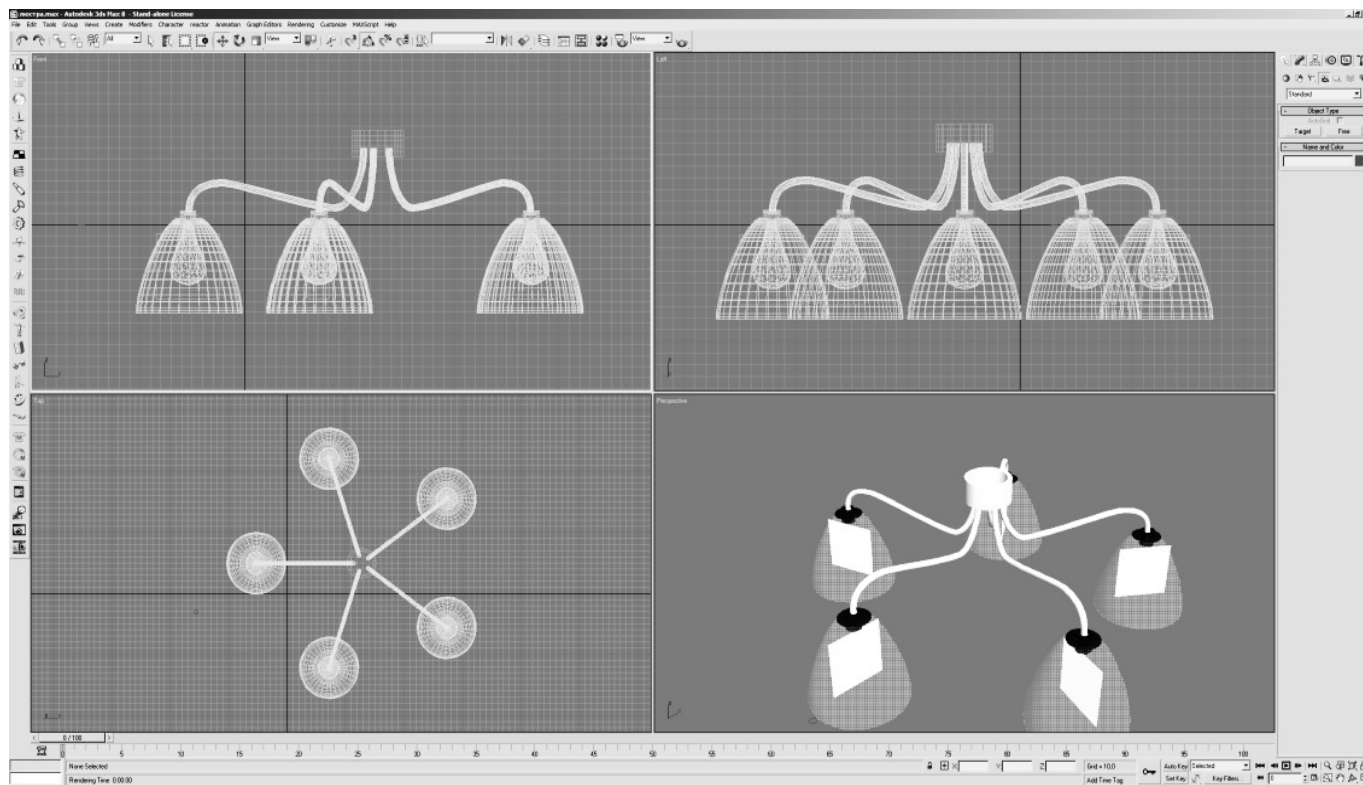 люстра.max - Autodesk 3ds Max 8 - Stand-alone License
File Edit Tools Group Views Create Modifiers Character reactor Animation Graph Editors Rendering Customize MAXScript Help
All View View
Front
Left
Standard
Object Type
AutoGrid
Target Free
Name and Color
Top
Perspective
0 / 100
0 5 10 15 20 25 30 35 40 45 50 55 60 65 70 75 80 85 90 95 100
None Selected X Y Z Grid = 10,0 Auto Key Selected
Rendering Time 0:00:00 Add Time Tag Set Key Key Filters... 0